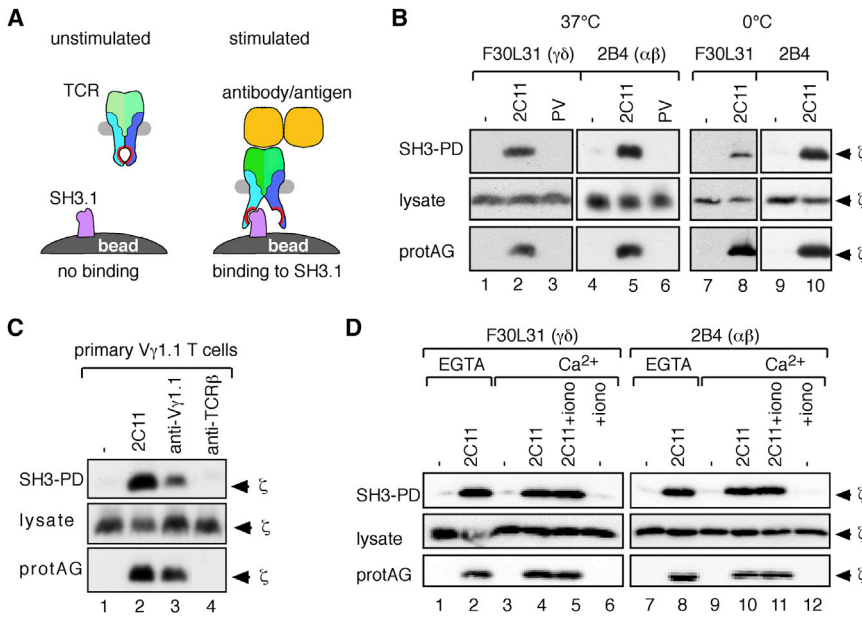 A
unstimulated
stimulated
TCR
antibody/antigen
SH3.1
bead
bead
no binding
binding to SH3.1
B
37°C
0°C
F30L31 (γδ)
2B4 (αβ)
F30L31
2B4
-
2C11
PV
-
2C11
PV
-
2C11
-
2C11
SH3-PD
ζ
lysate
ζ
protAG
ζ
1 2 3 4 5 6 7 8 9 10
C
primary Vγ1.1 T cells
-
2C11
anti-Vγ1.1
anti-TCRβ
SH3-PD
ζ
lysate
ζ
protAG
ζ
1 2 3 4
D
F30L31 (γδ)
2B4 (αβ)
EGTA
Ca2+
EGTA
Ca2+
-
2C11
-
2C11
2C11+iono
- +iono
-
2C11
-
2C11
2C11+iono
- +iono
SH3-PD
ζ
lysate
ζ
protAG
ζ
1 2 3 4 5 6 7 8 9 10 11 12